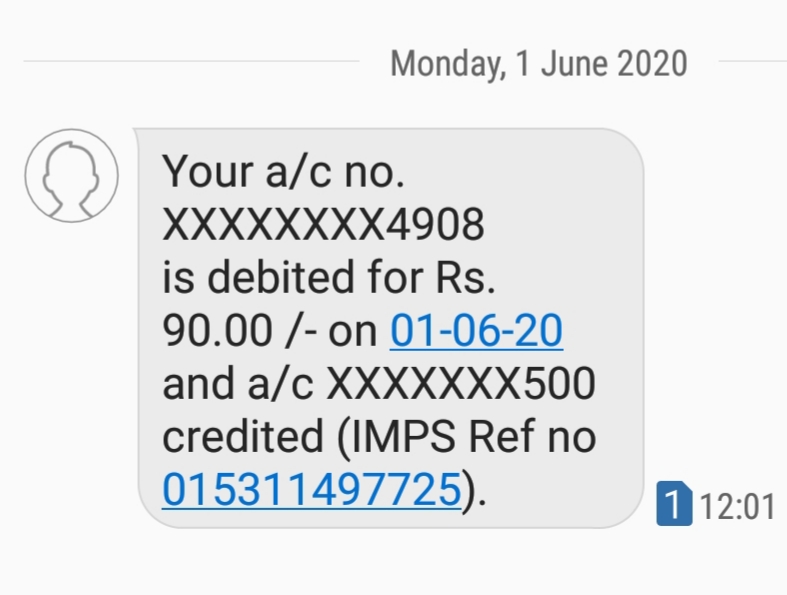 Monday, 1 June 2020
Your a/c no.
XXXXXXXX4908
is debited for Rs.
90.00 /- on 01-06-20
and a/c XXXXXXX500
credited (IMPS Ref no
015311497725).
1 12:01